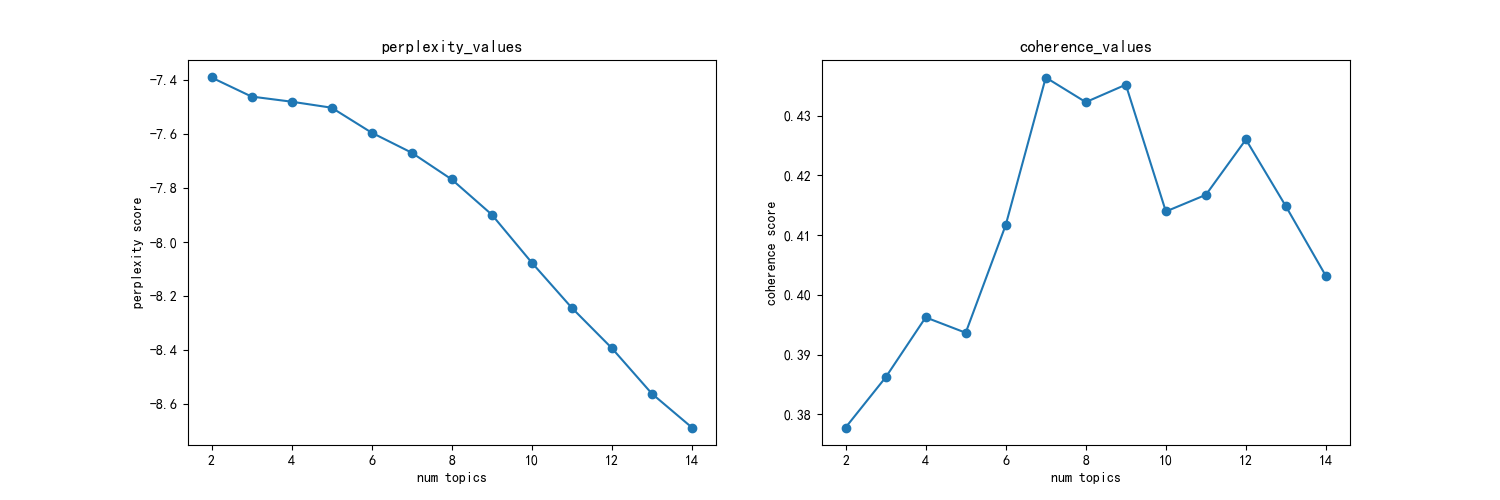 perplexity_values
perplexity score
−7.4
−7.6
−7.8
−8.0
−8.2
−8.4
−8.6
2 4 6 8 10 12 14
num topics
coherence_values
coherence score
0.43
0.42
0.41
0.40
0.39
0.38
2 4 6 8 10 12 14
num topics